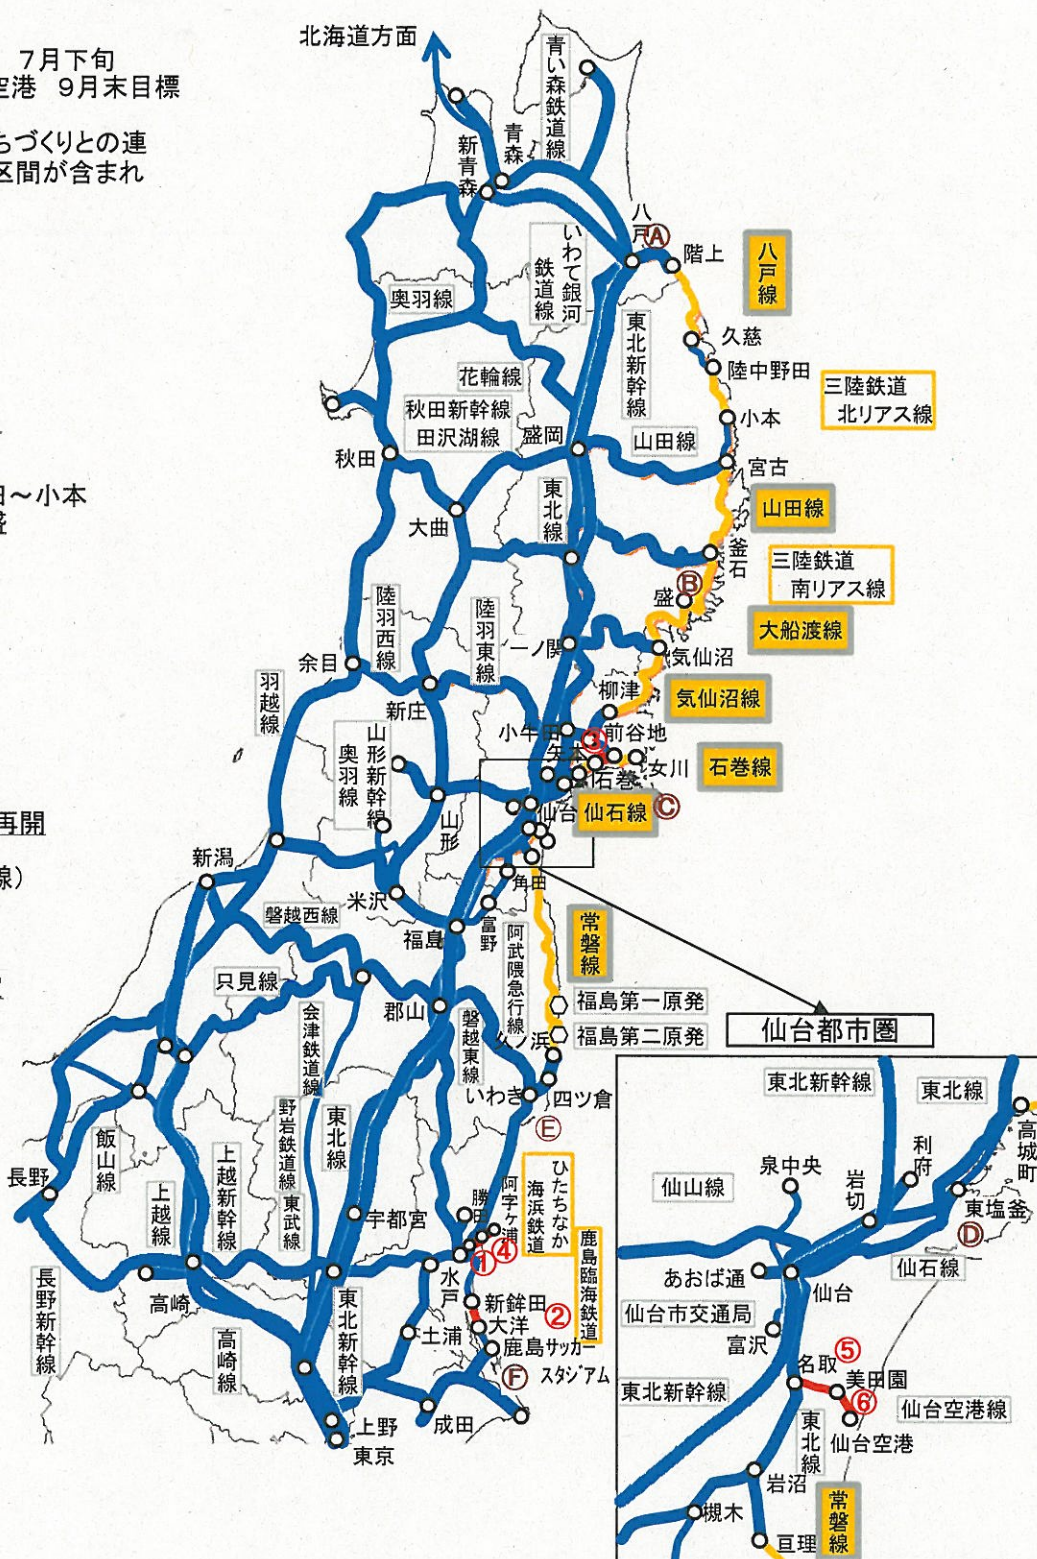 7月下旬
空港 9月末目標
ちづくりとの連
区間が含まれ
～小本
再開
線）
北海道方面
青い森鉄道線
青森
新青森
八戸
Ⓐ
階上
八戸線
いわて銀河鉄道線
奥羽線
東北新幹線
久慈
陸中野田
三陸鉄道
北リアス線
花輪線
秋田新幹線
田沢湖線
盛岡
山田線
小本
秋田
宮古
大曲
東北線
山田線
釜石
三陸鉄道
南リアス線
Ⓑ
盛
大船渡線
陸羽西線
陸羽東線
一ノ関
気仙沼
余目
羽越線
新庄
柳津
気仙沼線
小牛田
③
前谷地
矢本
山形新幹線
奥羽線
石巻
女川
石巻線
仙台
仙石線
Ⓒ
山形
新潟
角田
米沢
磐越西線
福島
富野
阿武隈急行線
常磐線
只見線
福島第一原発
郡山
会津鉄道線
磐越東線
福島第二原発
久ノ浜
いわき
四ツ倉
Ⓔ
野岩鉄道線
東北線
飯山線
上越新幹線
長野
上越線
東武線
宇都宮
勝田
阿字ヶ浦
ひたちなか
海浜鉄道
①
④
水戸
鹿島臨海鉄道
新鉾田
②
大洋
長野新幹線
高崎
土浦
鹿島サッカー
スタジアム
高崎線
東北新幹線
Ⓕ
成田
上野
東京
仙台都市圏
東北新幹線
東北線
高城町
利府
泉中央
岩切
仙山線
東塩釜
Ⓓ
仙石線
あおば通
仙台
仙台市交通局
富沢
名取
⑤
美田園
⑥
東北新幹線
仙台空港線
東北線
仙台空港
岩沼
槻木
常磐線
亘理